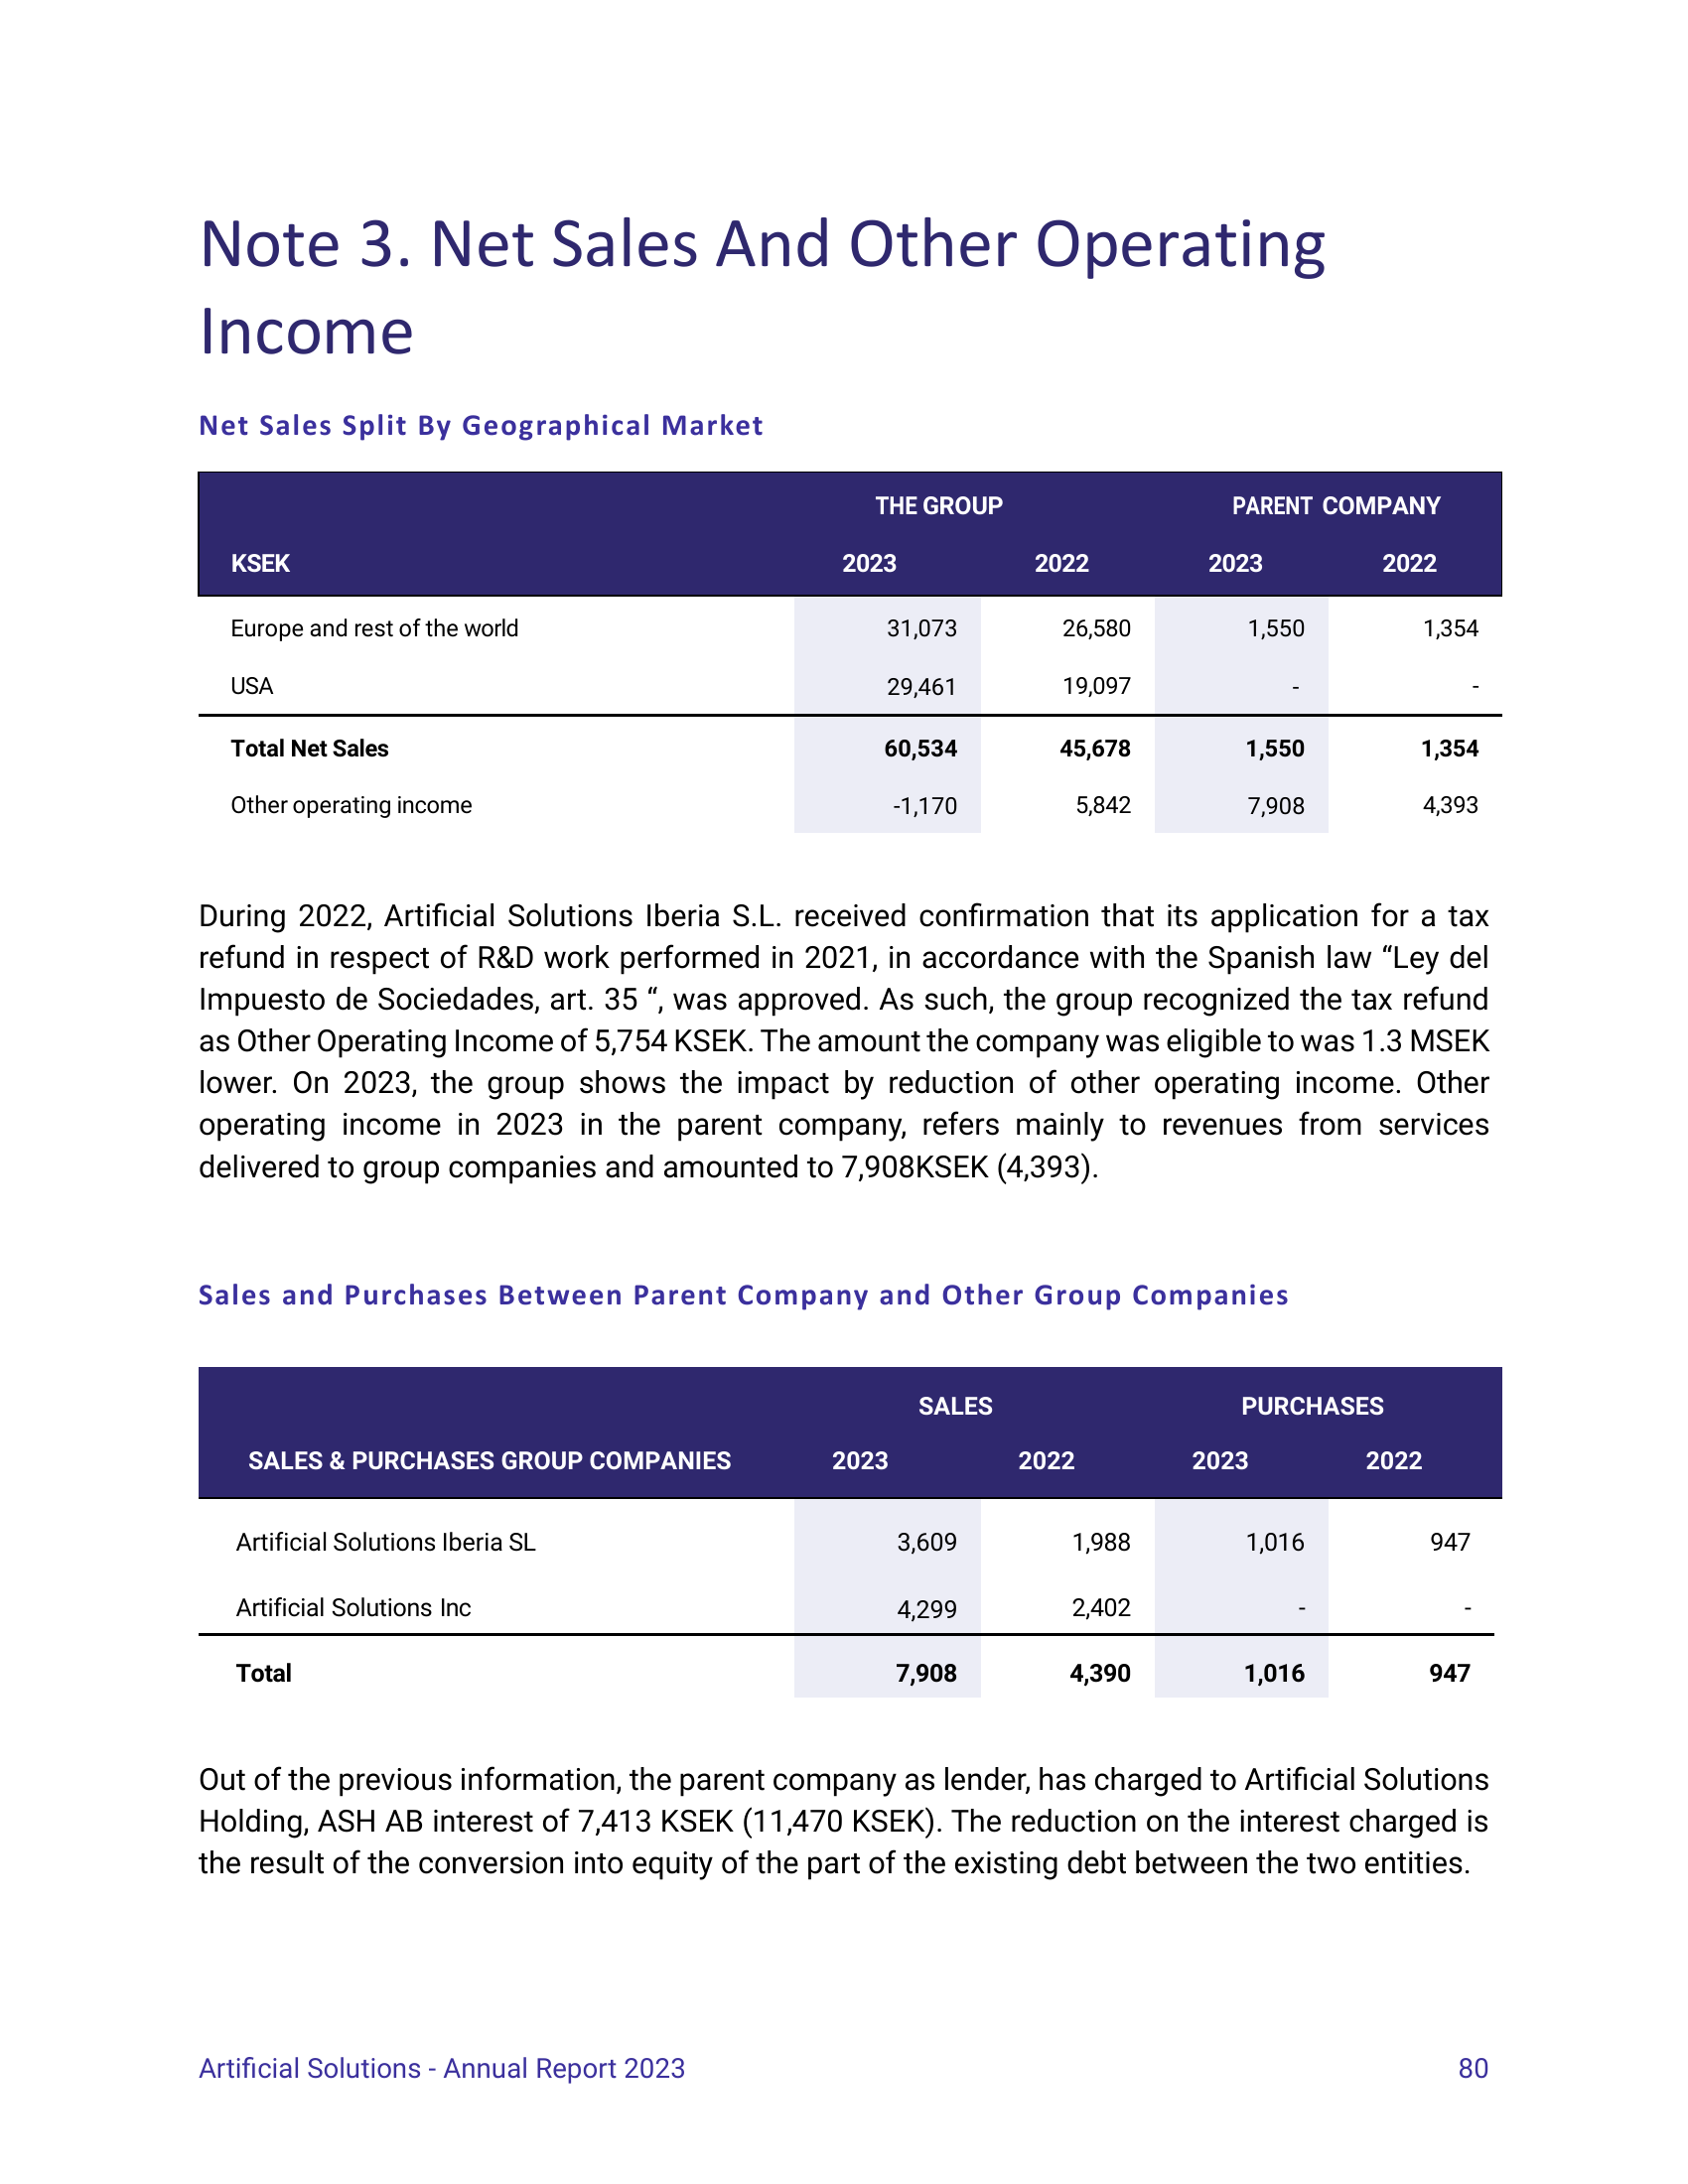 Note 3. Net Sales And Other Operating
Income
Net Sales Split By Geographical Market
THE GROUP PARENT COMPANY
KSEK 2023 2022 2023 2022
Europe and rest of the world 31,073 26,580 1,550 1,354
USA 29,461 19,097 - -
Total Net Sales 60,534 45,678 1,550 1,354
Other operating income -1,170 5,842 7,908 4,393
During 2022, Artificial Solutions Iberia S.L. received confirmation that its application for a tax
refund in respect of R&D work performed in 2021, in accordance with the Spanish law “Ley del
Impuesto de Sociedades, art. 35 “, was approved. As such, the group recognized the tax refund
as Other Operating Income of 5,754 KSEK. The amount the company was eligible to was 1.3 MSEK
lower. On 2023, the group shows the impact by reduction of other operating income. Other
operating income in 2023 in the parent company, refers mainly to revenues from services
delivered to group companies and amounted to 7,908KSEK (4,393).
Sales and Purchases Between Parent Company and Other Group Companies
SALES PURCHASES
SALES & PURCHASES GROUP COMPANIES 2023 2022 2023 2022
Artificial Solutions Iberia SL 3,609 1,988 1,016 947
Artificial Solutions Inc 4,299 2,402 - -
Total 7,908 4,390 1,016 947
Out of the previous information, the parent company as lender, has charged to Artificial Solutions
Holding, ASH AB interest of 7,413 KSEK (11,470 KSEK). The reduction on the interest charged is
the result of the conversion into equity of the part of the existing debt between the two entities.
Artificial Solutions - Annual Report 2023 80